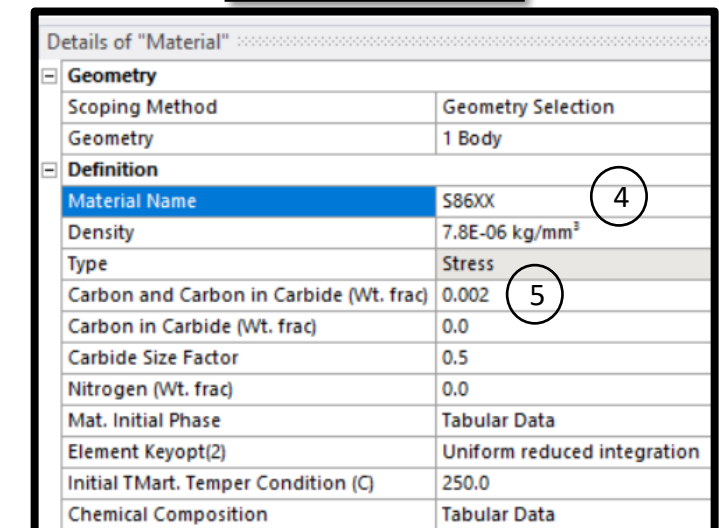 Details of "Material"
Geometry
Scoping Method Geometry Selection
Geometry 1 Body
Definition
Material Name S86XX 4
Density 7.8E-06 kg/mm³
Type Stress
Carbon and Carbon in Carbide (Wt. frac) 0.002 5
Carbon in Carbide (Wt. frac) 0.0
Carbide Size Factor 0.5
Nitrogen (Wt. frac) 0.0
Mat. Initial Phase Tabular Data
Element Keyopt(2) Uniform reduced integration
Initial TMart. Temper Condition (C) 250.0
Chemical Composition Tabular Data